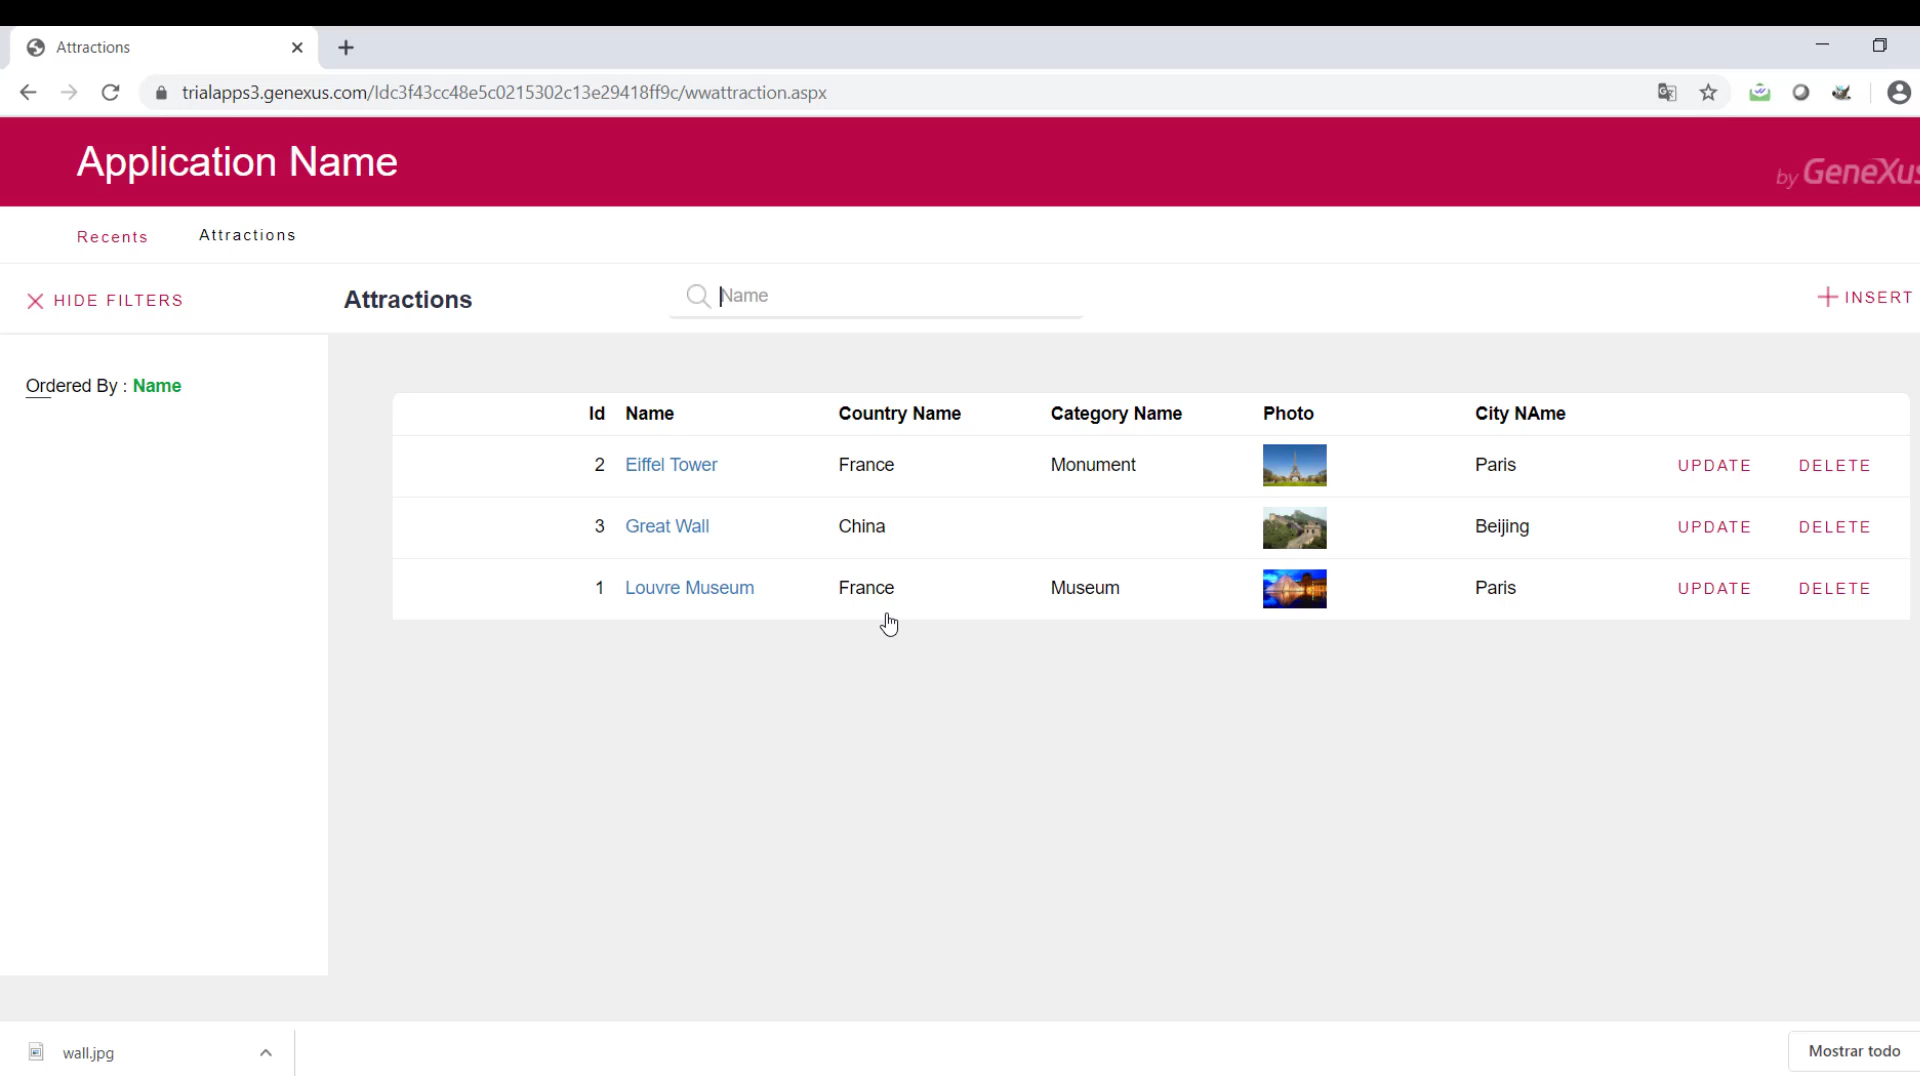 Attractions
trialapps3.genexus.com/Idc3f43cc48e5c0215302c13e29418ff9c/wwattraction.aspx
Application Name
by GeneXus
Recents Attractions
HIDE FILTERS Attractions Name INSERT
Ordered By : Name
Id Name Country Name Category Name Photo City NAme
2 Eiffel Tower France Monument Paris UPDATE DELETE
3 Great Wall China Beijing UPDATE DELETE
1 Louvre Museum France Museum Paris UPDATE DELETE
wall.jpg Mostrar todo